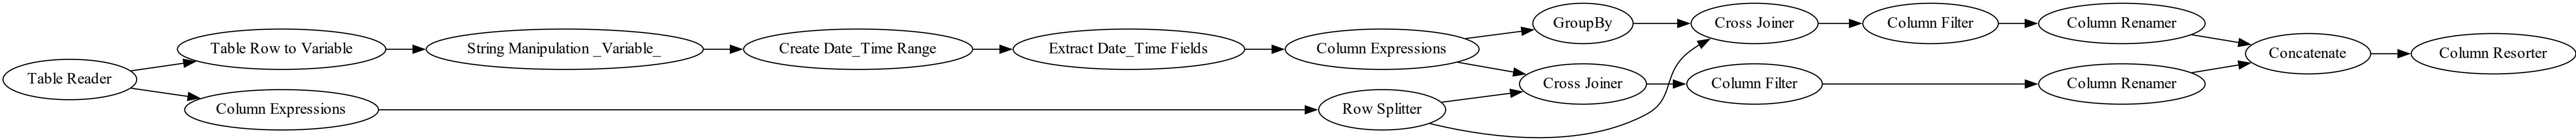 Table Reader
Table Row to Variable
String Manipulation _Variable_
Create Date_Time Range
Extract Date_Time Fields
Column Expressions
GroupBy
Cross Joiner
Column Filter
Column Renamer
Concatenate
Column Resorter
Column Expressions
Row Splitter
Cross Joiner
Column Filter
Column Renamer